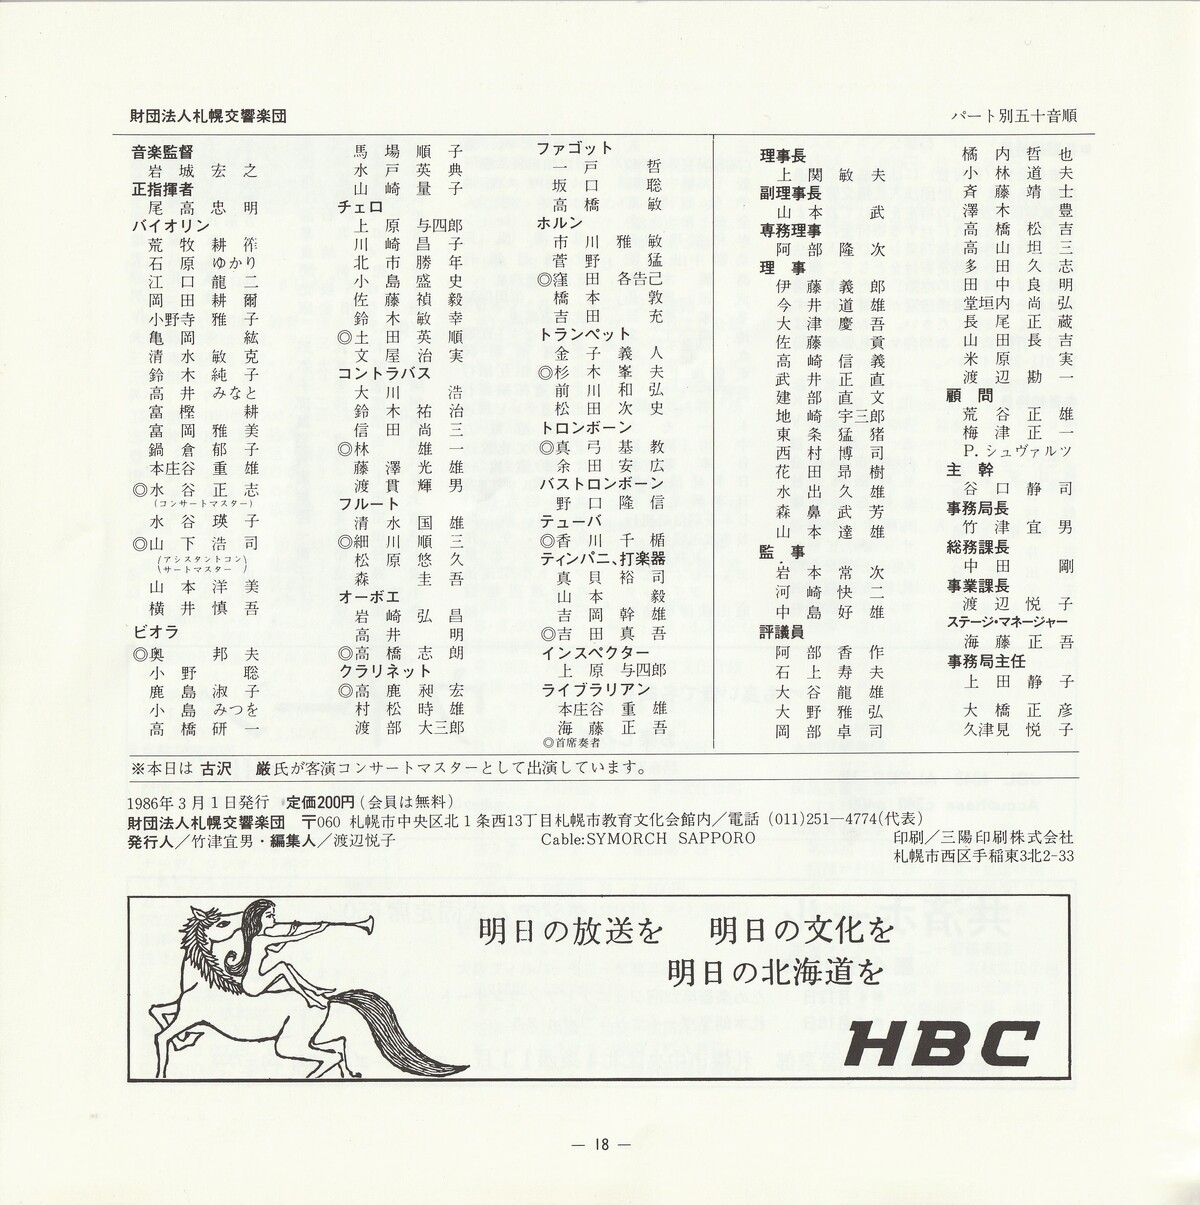 財団法人札幌交響楽団
パート別五十音順
音楽監督
岩城宏之
正指揮者
尾高忠明
バイオリン
荒牧耕
石原ゆかり
江口龍二
岡田耕爾
小野寺雅子
亀岡紘
清水敏克
鈴木純子
高井みなと
富樫耕
富岡雅美
鍋倉郁子
本庄谷重雄
◎水谷正志
(コンサートマスター)
水谷瑛子
◎山下浩司
(アシスタントコン
サートマスター)
山本洋美
横井慎吾
ビオラ
◎奥邦夫
小野聡
鹿島淑子
小島みつを
高橋研一
馬場順子
水戸英典
山崎量子
チェロ
上原与四郎
川崎昌子
北市勝年
小島盛史
佐藤禎毅
鈴木敏幸
◎土田英順
文屋治実
コントラバス
大川浩
鈴木祐治
信田尚三
◎林雄一
藤澤光雄
渡貫輝男
フルート
清水国雄
◎細川順三
松原悠久
森圭吾
オーボエ
岩崎弘昌
高井明
◎高橋志朗
クラリネット
◎高鹿昶宏
村松時雄
渡部大三郎
ファゴット
一戸哲
坂口聡
高橋敏
ホルン
市川雅敏
菅野猛
◎窪田各告己
橋本敦
吉田充
トランペット
金子義人
◎杉木峯夫
前川和弘
松田次史
トロンボーン
◎真弓基教
余田安広
バストロンボーン
野口隆信
テューバ
◎香川千楯
ティンパニ、打楽器
真貝裕司
山本毅
吉岡幹雄
◎吉田真吾
インスペクター
上原与四郎
ライブラリアン
本庄谷重雄
海藤正吾
◎首席奏者
理事長
上関敏夫
副理事長
山本武
専務理事
阿部隆次
理事
伊藤義郎
今井道雄
大津慶吾
佐藤貢
高崎信義
武井正直
建部直文
地崎宇三郎
東条猛猪
西村博司
花田昂樹
水出久雄
森鼻武芳
山本達雄
監事
岩本常次
河崎快二
中島好雄
評議員
阿部香作
石上寿夫
大谷龍雄
大野雅弘
岡部卓司
橘内哲也
小林道夫
斉藤靖士
澤木豊
高橋松吉
高山坦三
多田久志
田中良明
堂垣内尚弘
長尾正蔵
山田長吉
米原実
渡辺勘一
顧問
荒谷正雄
梅津正一
P.シュヴァルツ
主幹
谷口静司
事務局長
竹津宜男
総務課長
中田剛
事業課長
渡辺悦子
ステージ・マネージャー
海藤正吾
事務局主任
上田静子
大橋正彦
久津見悦子
※本日は 古沢 巌氏が客演コンサートマスターとして出演しています。
1986年3月1日発行 定価200円(会員は無料)
財団法人札幌交響楽団 〒060 札幌市中央区北1条西13丁目札幌市教育文化会館内／電話 (011)251―4774(代表)
発行人／竹津宜男・編集人／渡辺悦子 Cable:SYMORCH SAPPORO 印刷／三陽印刷株式会社
札幌市西区手稲東3北2-33
明日の放送を 明日の文化を
明日の北海道を
HBC
— 18 —